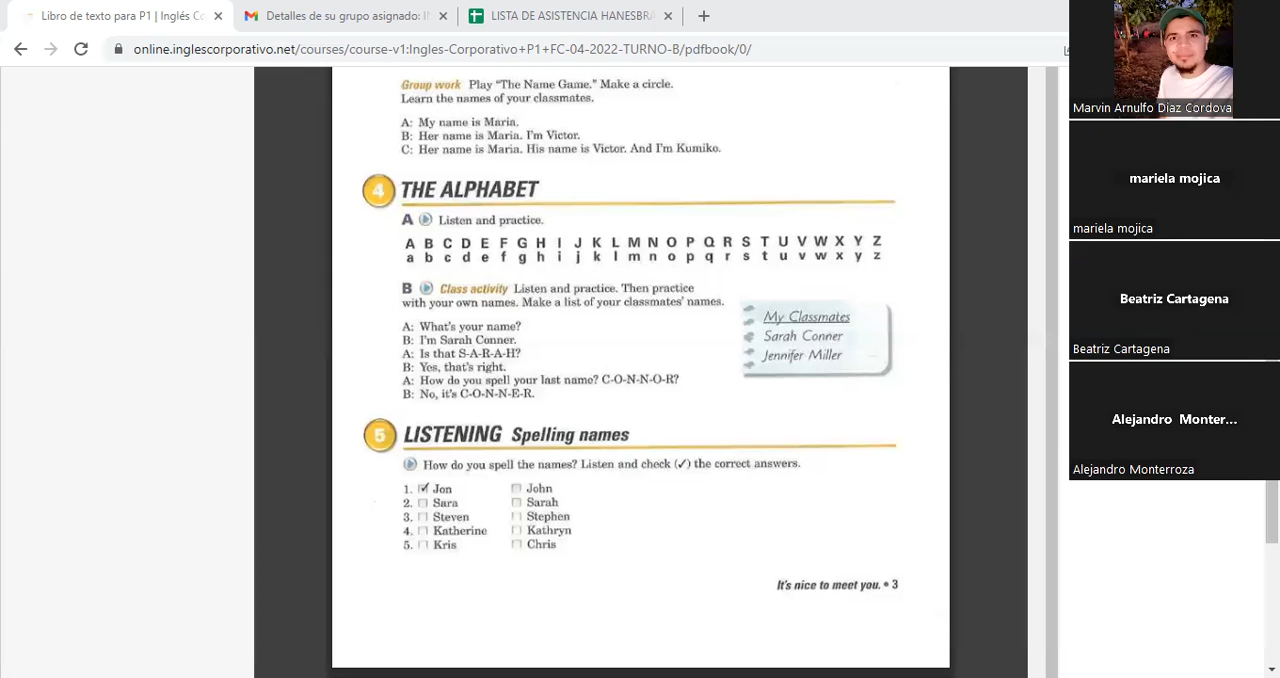 Libro de texto para P1 | Inglés Co
Detalles de su grupo asignado: I
LISTA DE ASISTENCIA HANESBRA
online.inglescorporativo.net/courses/course-v1:Ingles-Corporativo+P1+FC-04-2022-TURNO-B/pdfbook/0/
Group work Play “The Name Game.” Make a circle.
Learn the names of your classmates.
A: My name is Maria.
B: Her name is Maria. I'm Victor.
C: Her name is Maria. His name is Victor. And I'm Kumiko.
4 THE ALPHABET
A Listen and practice.
A B C D E F G H I J K L M N O P Q R S T U V W X Y Z
a b c d e f g h i j k l m n o p q r s t u v w x y z
B Class activity Listen and practice. Then practice
with your own names. Make a list of your classmates' names.
A: What's your name?
B: I'm Sarah Conner.
A: Is that S-A-R-A-H?
B: Yes, that's right.
A: How do you spell your last name? C-O-N-N-O-R?
B: No, it's C-O-N-N-E-R.
My Classmates
Sarah Conner
Jennifer Miller
5 LISTENING Spelling names
How do you spell the names? Listen and check (✓) the correct answers.
1. ✓ Jon John
2. Sara Sarah
3. Steven Stephen
4. Katherine Kathryn
5. Kris Chris
It's nice to meet you. • 3
Marvin Arnulfo Diaz Cordova
mariela mojica
mariela mojica
Beatriz Cartagena
Beatriz Cartagena
Alejandro Monter...
Alejandro Monterroza